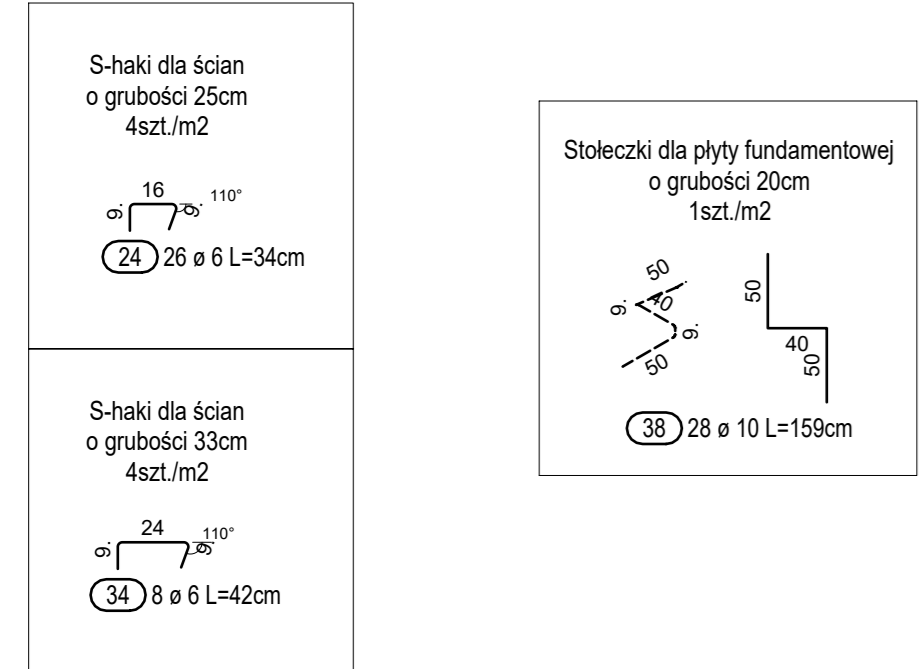 S-haki dla ścian
o grubości 25cm
4szt./m2
16
110°
9.
9.
24 26 ø 6 L=34cm
S-haki dla ścian
o grubości 33cm
4szt./m2
24
110°
9.
9.
34 8 ø 6 L=42cm
Stołeczki dla płyty fundamentowej
o grubości 20cm
1szt./m2
50
40
9.
9.
50
50
40
50
38 28 ø 10 L=159cm